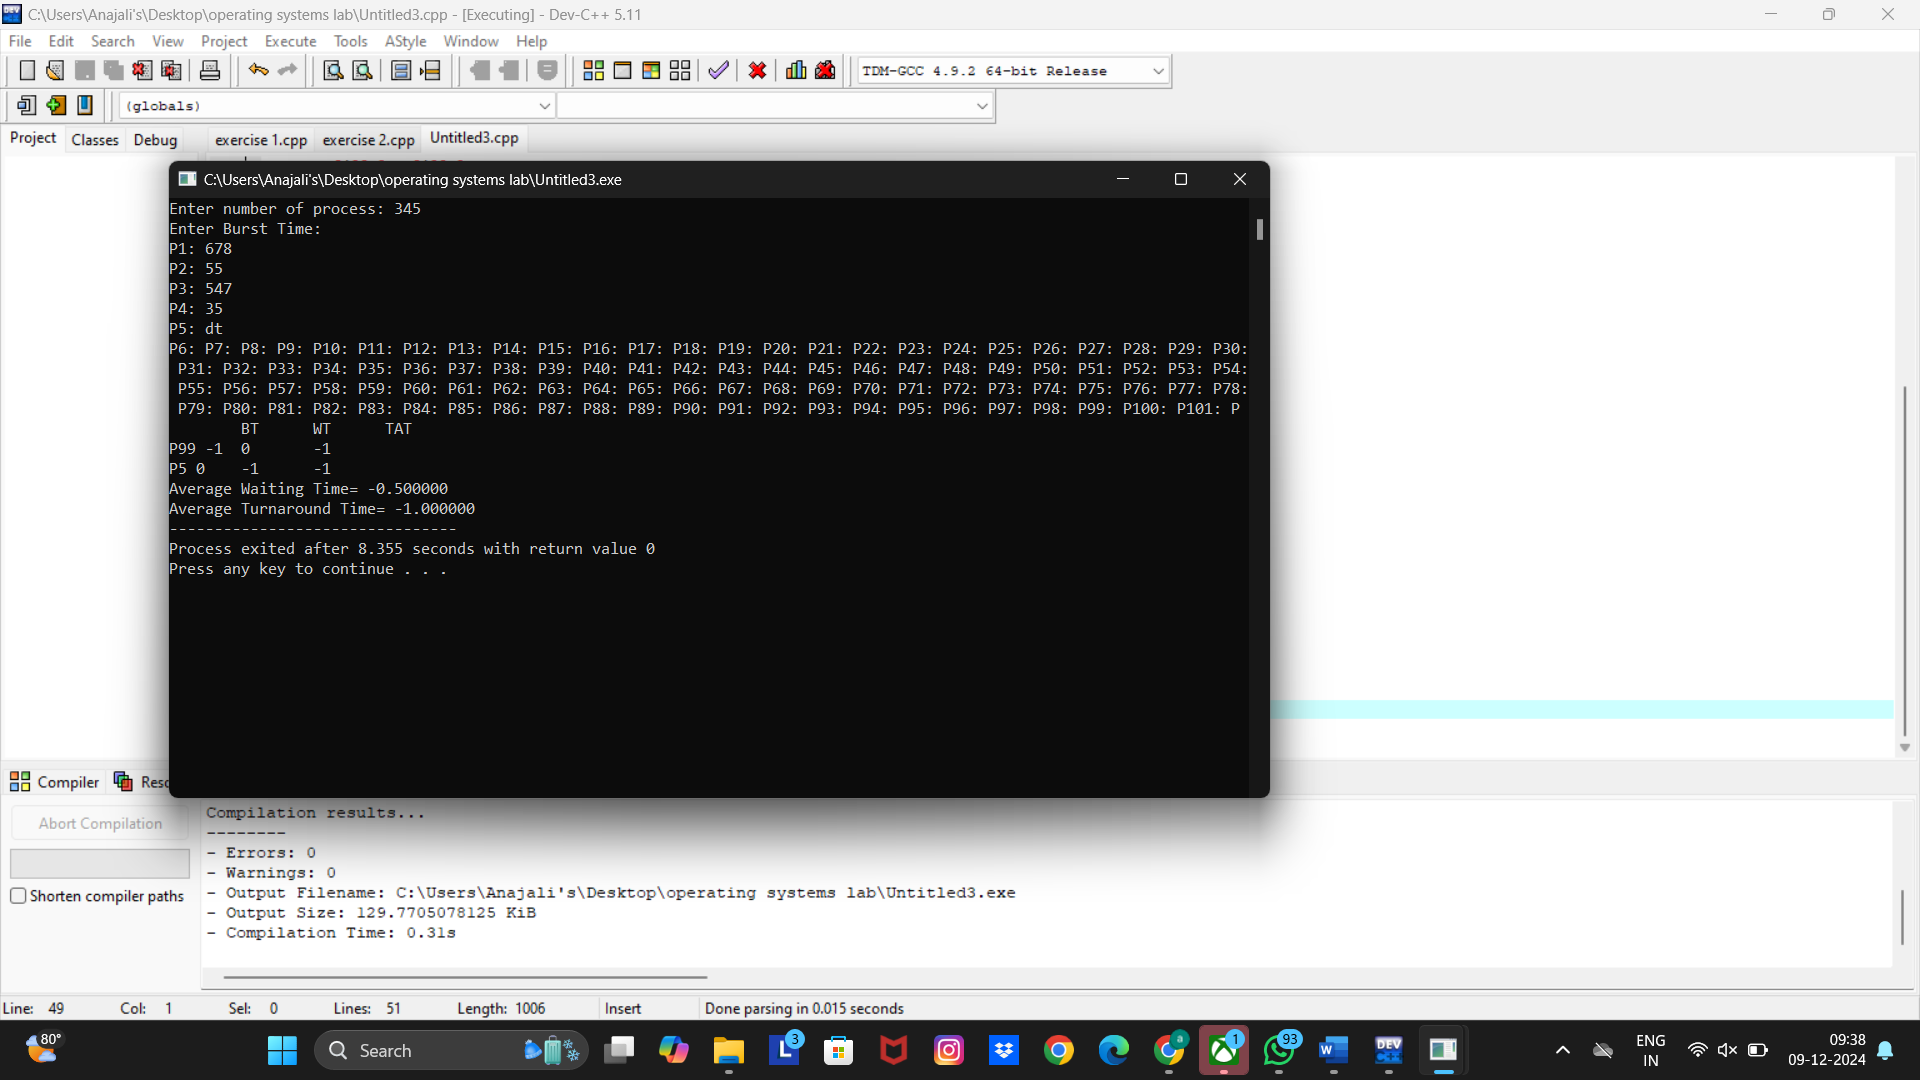 C:\Users\Anajali's\Desktop\operating systems lab\Untitled3.cpp - [Executing] - Dev-C++ 5.11
File Edit Search View Project Execute Tools AStyle Window Help
TDM-GCC 4.9.2 64-bit Release
(globals)
Project Classes Debug exercise 1.cpp exercise 2.cpp Untitled3.cpp
C:\Users\Anajali's\Desktop\operating systems lab\Untitled3.exe
Enter number of process: 345
Enter Burst Time:
P1: 678
P2: 55
P3: 547
P4: 35
P5: dt
P6: P7: P8: P9: P10: P11: P12: P13: P14: P15: P16: P17: P18: P19: P20: P21: P22: P23: P24: P25: P26: P27: P28: P29: P30:
P31: P32: P33: P34: P35: P36: P37: P38: P39: P40: P41: P42: P43: P44: P45: P46: P47: P48: P49: P50: P51: P52: P53: P54:
P55: P56: P57: P58: P59: P60: P61: P62: P63: P64: P65: P66: P67: P68: P69: P70: P71: P72: P73: P74: P75: P76: P77: P78:
P79: P80: P81: P82: P83: P84: P85: P86: P87: P88: P89: P90: P91: P92: P93: P94: P95: P96: P97: P98: P99: P100: P101: P
BT WT TAT
P99 -1 0 -1
P5 0 -1 -1
Average Waiting Time= -0.500000
Average Turnaround Time= -1.000000
--------------------------------
Process exited after 8.355 seconds with return value 0
Press any key to continue . . .
Compiler Reso
Abort Compilation
Shorten compiler paths
Compilation results...
--------
- Errors: 0
- Warnings: 0
- Output Filename: C:\Users\Anajali's\Desktop\operating systems lab\Untitled3.exe
- Output Size: 129.7705078125 KiB
- Compilation Time: 0.31s
Line: 49 Col: 1 Sel: 0 Lines: 51 Length: 1006 Insert Done parsing in 0.015 seconds
80°
Search
L 3
1
93
W
DEV C++
ENG
IN
09:38
09-12-2024